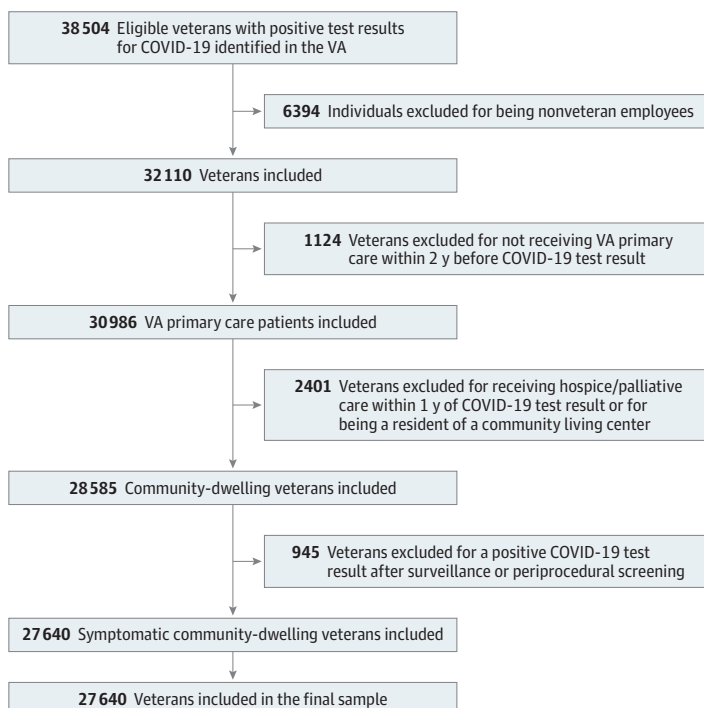 38504 Eligible veterans with positive test results
for COVID-19 identified in the VA
6394 Individuals excluded for being nonveteran employees
32110 Veterans included
1124 Veterans excluded for not receiving VA primary
care within 2 y before COVID-19 test result
30986 VA primary care patients included
2401 Veterans excluded for receiving hospice/palliative
care within 1 y of COVID-19 test result or for
being a resident of a community living center
28585 Community-dwelling veterans included
945 Veterans excluded for a positive COVID-19 test
result after surveillance or periprocedural screening
27640 Symptomatic community-dwelling veterans included
27640 Veterans included in the final sample